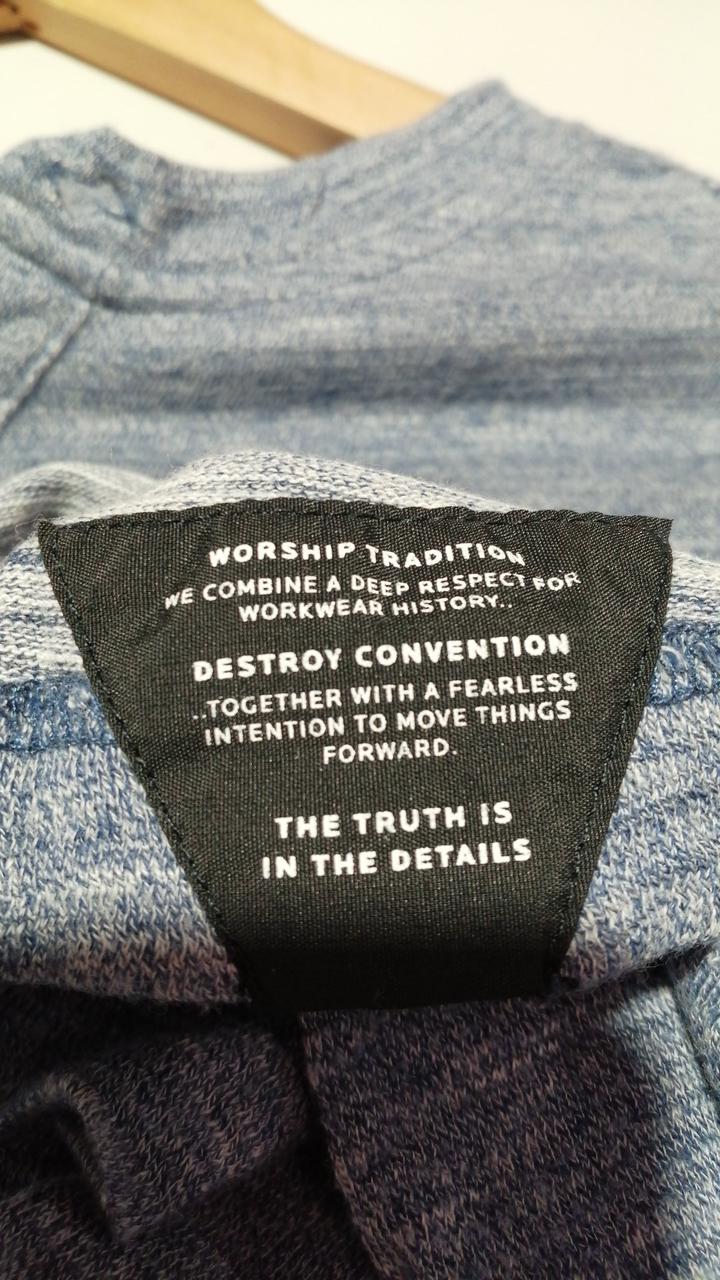 WORSHIP TRADITION
WE COMBINE A DEEP RESPECT FOR
WORKWEAR HISTORY..
DESTROY CONVENTION
..TOGETHER WITH A FEARLESS
INTENTION TO MOVE THINGS
FORWARD.
THE TRUTH IS
IN THE DETAILS